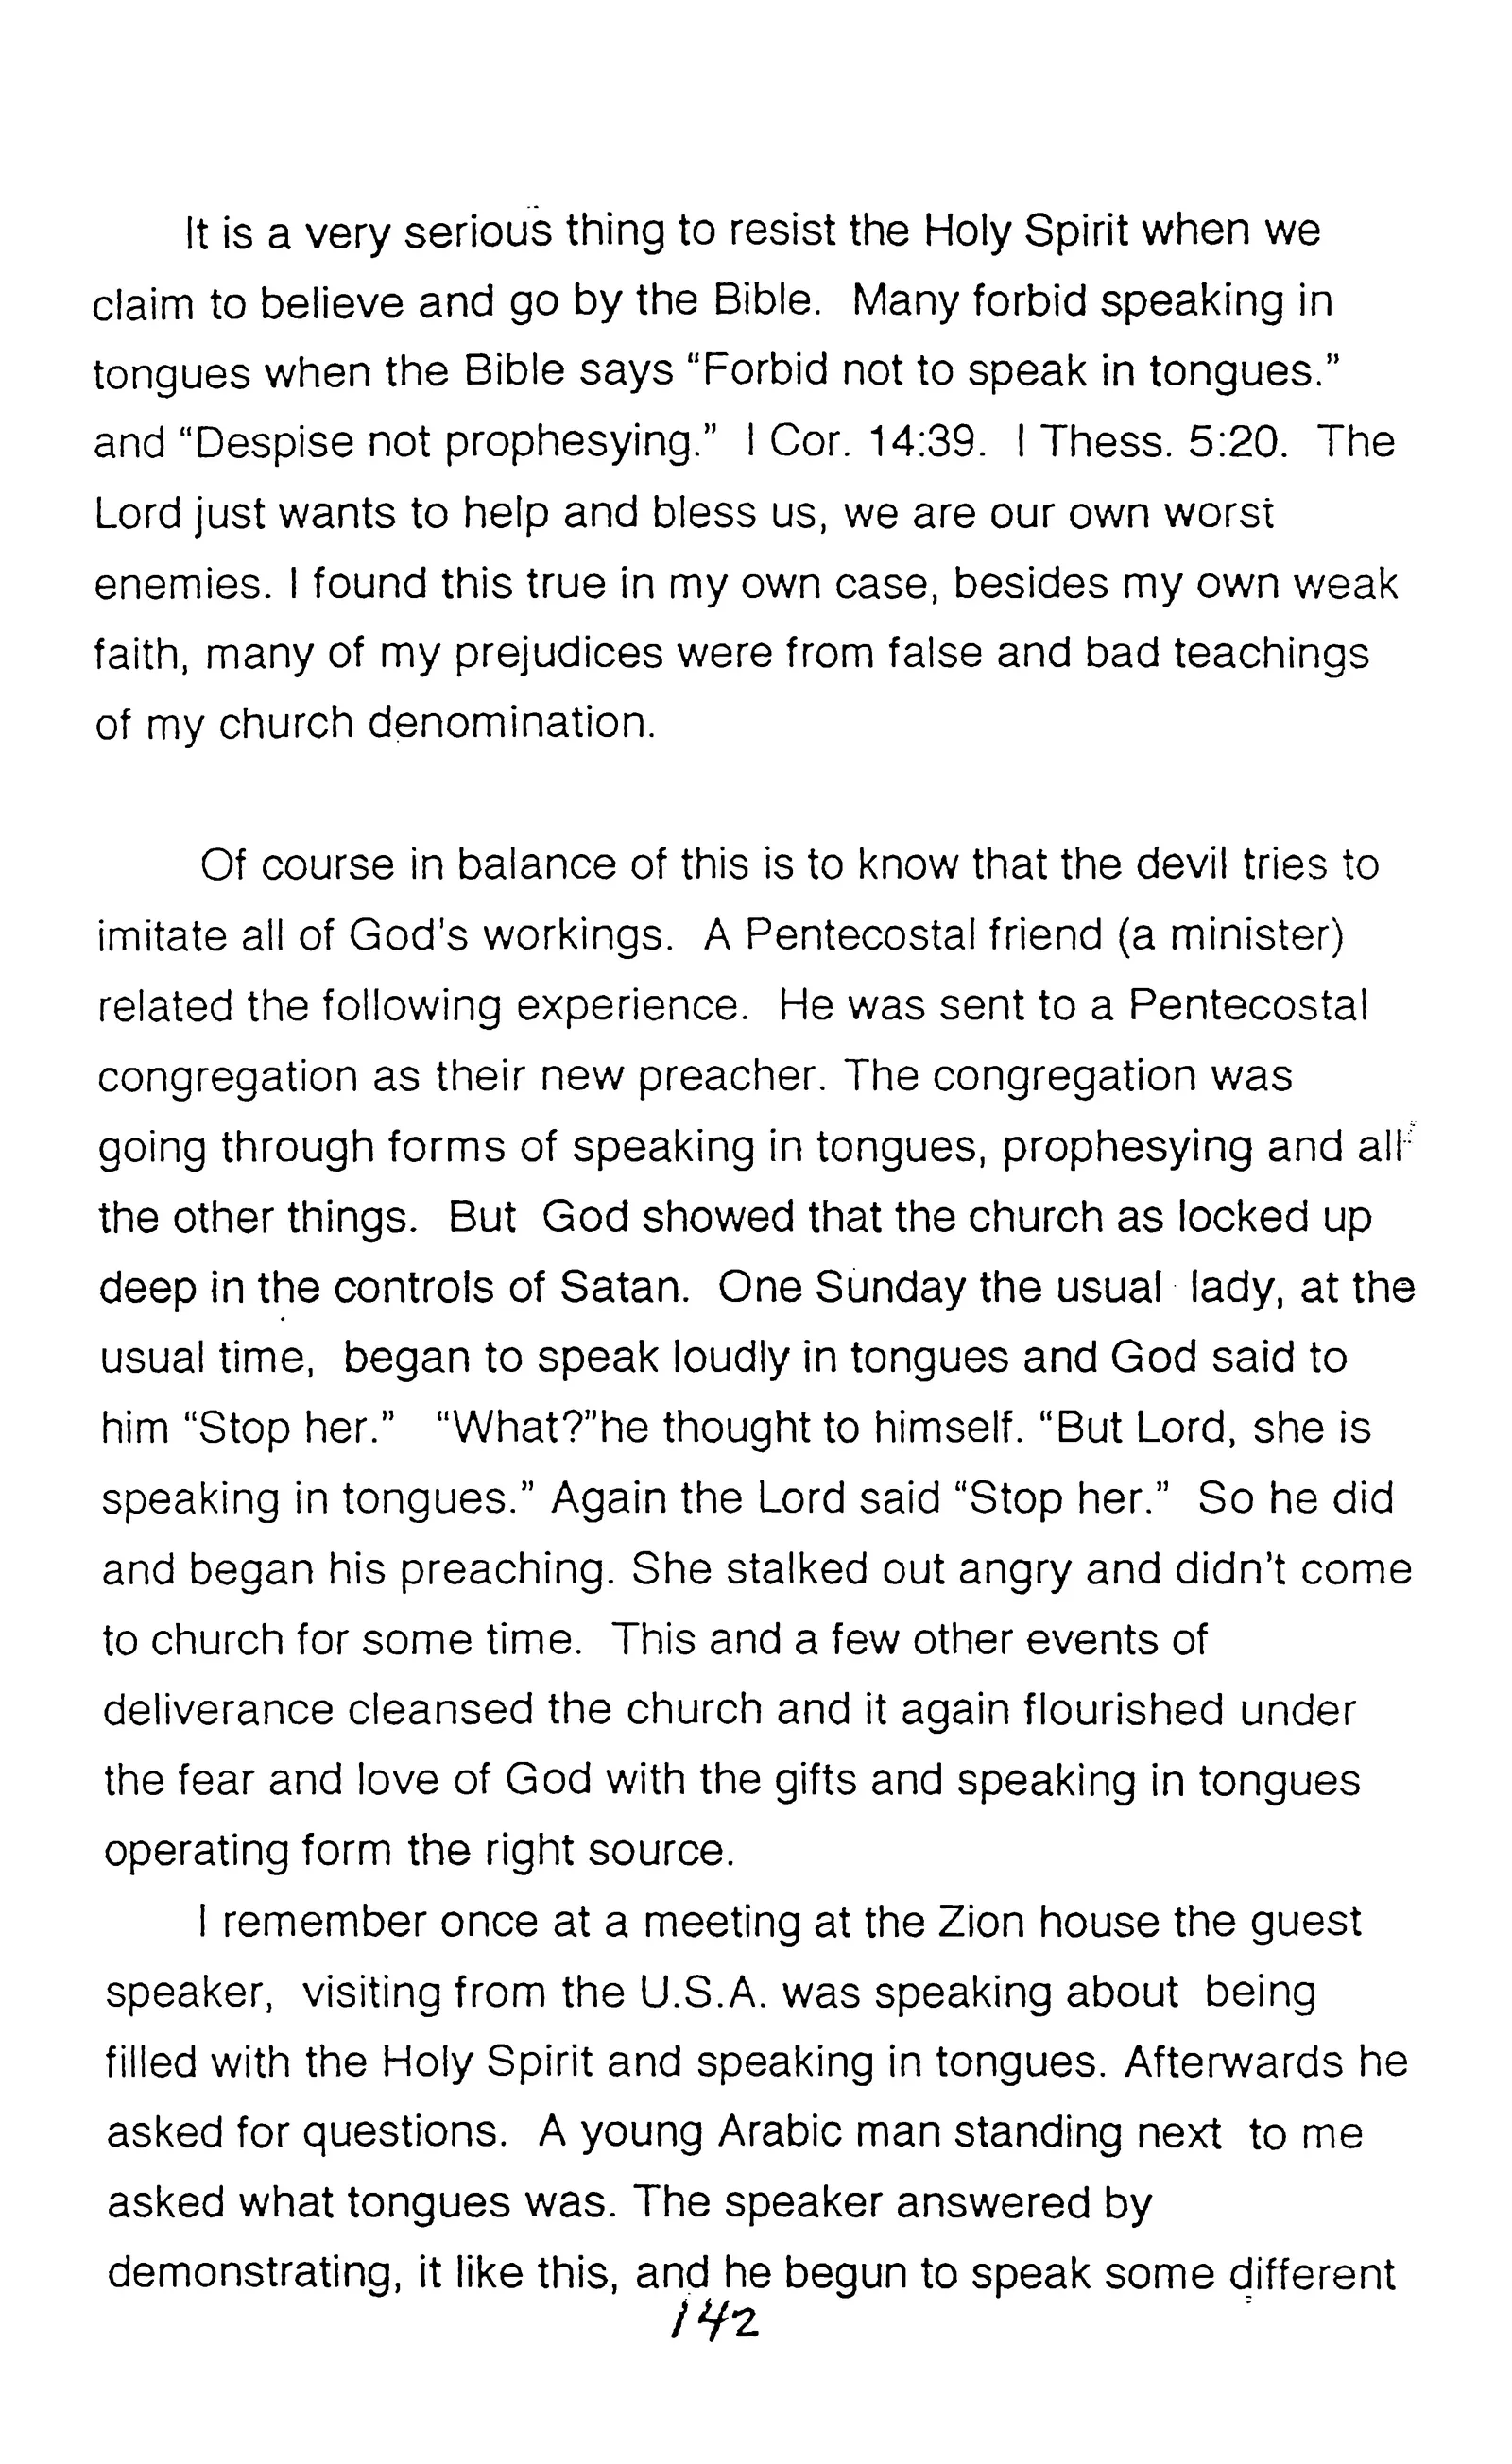 It is a very serious thing to resist the Holy Spirit when we
claim to believe and go by the Bible. Many forbid speaking in
tongues when the Bible says “Forbid not to speak in tongues.”
and “Despise not prophesying.” I Cor. 14:39. I Thess. 5:20. The
Lord just wants to help and bless us, we are our own worst
enemies. I found this true in my own case, besides my own weak
faith, many of my prejudices were from false and bad teachings
of my church denomination.
Of course in balance of this is to know that the devil tries to
imitate all of God's workings. A Pentecostal friend (a minister)
related the following experience. He was sent to a Pentecostal
congregation as their new preacher. The congregation was
going through forms of speaking in tongues, prophesying and all
the other things. But God showed that the church as locked up
deep in the controls of Satan. One Sunday the usual lady, at the
usual time, began to speak loudly in tongues and God said to
him “Stop her.” “What?”he thought to himself. “But Lord, she is
speaking in tongues.” Again the Lord said “Stop her.” So he did
and began his preaching. She stalked out angry and didn’t come
to church for some time. This and a few other events of
deliverance cleansed the church and it again flourished under
the fear and love of God with the gifts and speaking in tongues
operating form the right source.
I remember once at a meeting at the Zion house the guest
speaker, visiting from the U.S.A. was speaking about being
filled with the Holy Spirit and speaking in tongues. Afterwards he
asked for questions. A young Arabic man standing next to me
asked what tongues was. The speaker answered by
demonstrating, it like this, and he begun to speak some different
142